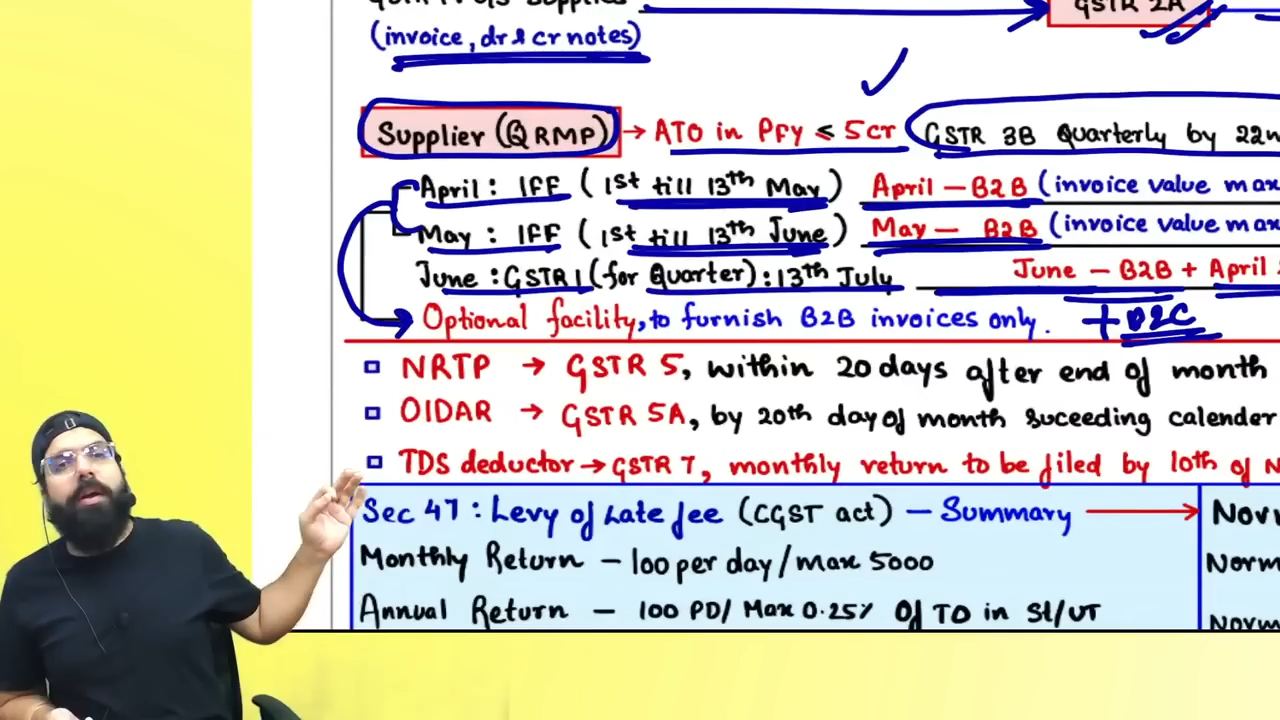 (invoice, dr & cr notes)
GSTR 2A
Supplier (QRMP) → ATO in PFy ≤ 5cr GSTR 3B Quarterly by
April : IFF ( 1st till 13th May ) April – B2B (invoice value
May : IFF ( 1st till 13th June ) May – B2B (invoice value
June : GSTR1 (for Quarter) : 13th July June – B2B + April
Optional facility, to furnish B2B invoices only. + B2C
NRTP → GSTR 5, within 20 days after end of month
OIDAR → GSTR 5A, by 20th day of month suceeding calender
TDS deductor → GSTR 7, monthly return to be filed by 10th of
Sec 47 : Levy of Late fee (CGST act) – Summary →
Monthly Return – 100 per day / max 5000
Annual Return – 100 PD/ Max 0.25% Of TO in St/UT